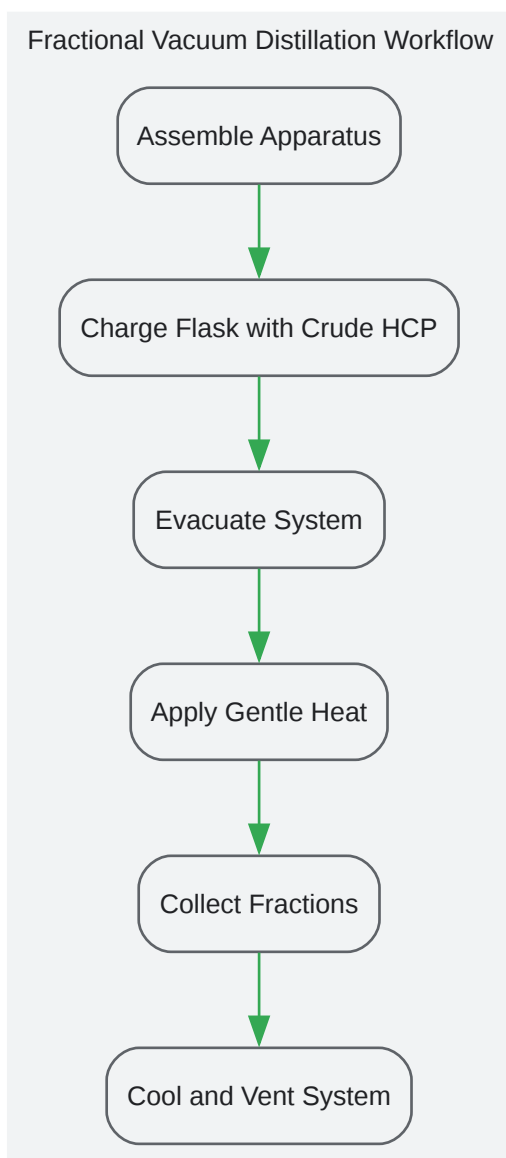 Fractional Vacuum Distillation Workflow
Assemble Apparatus
Charge Flask with Crude HCP
Evacuate System
Apply Gentle Heat
Collect Fractions
Cool and Vent System